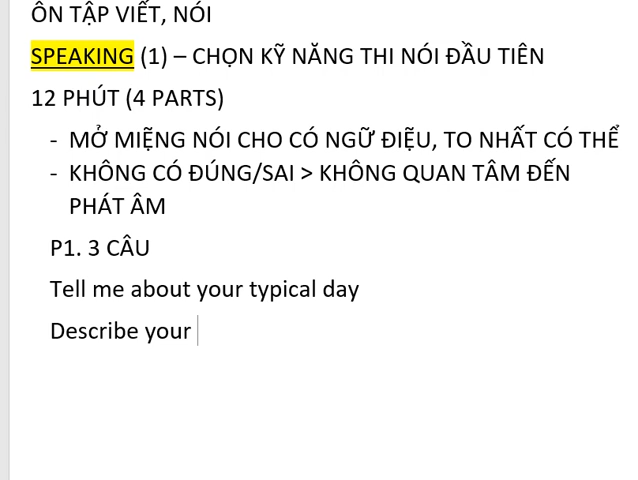 ÔN TẬP VIẾT, NÓI
SPEAKING (1) – CHỌN KỸ NĂNG THI NÓI ĐẦU TIÊN
12 PHÚT (4 PARTS)
- MỞ MIỆNG NÓI CHO CÓ NGỮ ĐIỆU, TO NHẤT CÓ THỂ
- KHÔNG CÓ ĐÚNG/SAI > KHÔNG QUAN TÂM ĐẾN
PHÁT ÂM
P1. 3 CÂU
Tell me about your typical day
Describe your